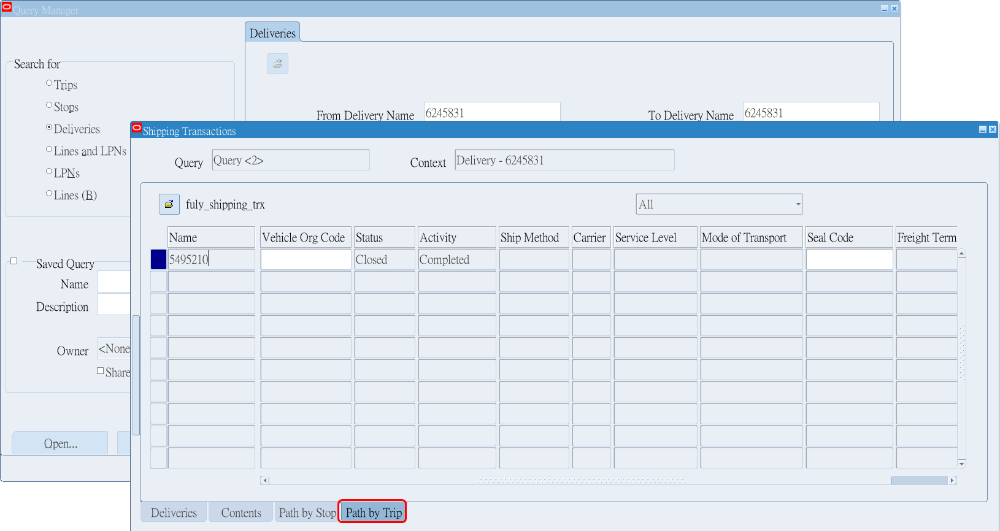 Query Manager
Deliveries
Search for
Trips
Stops
Deliveries
Lines and LPNs
LPNs
Lines (B)
From Delivery Name 6245831 To Delivery Name 6245831
Saved Query
Name
Description
Owner <None
Share
Open...
Shipping Transactions
Query Query <2> Context Delivery - 6245831
fuly_shipping_trx All
Name Vehicle Org Code Status Activity Ship Method Carrier Service Level Mode of Transport Seal Code Freight Term
5495210 Closed Completed
Deliveries Contents Path by Stop Path by Trip